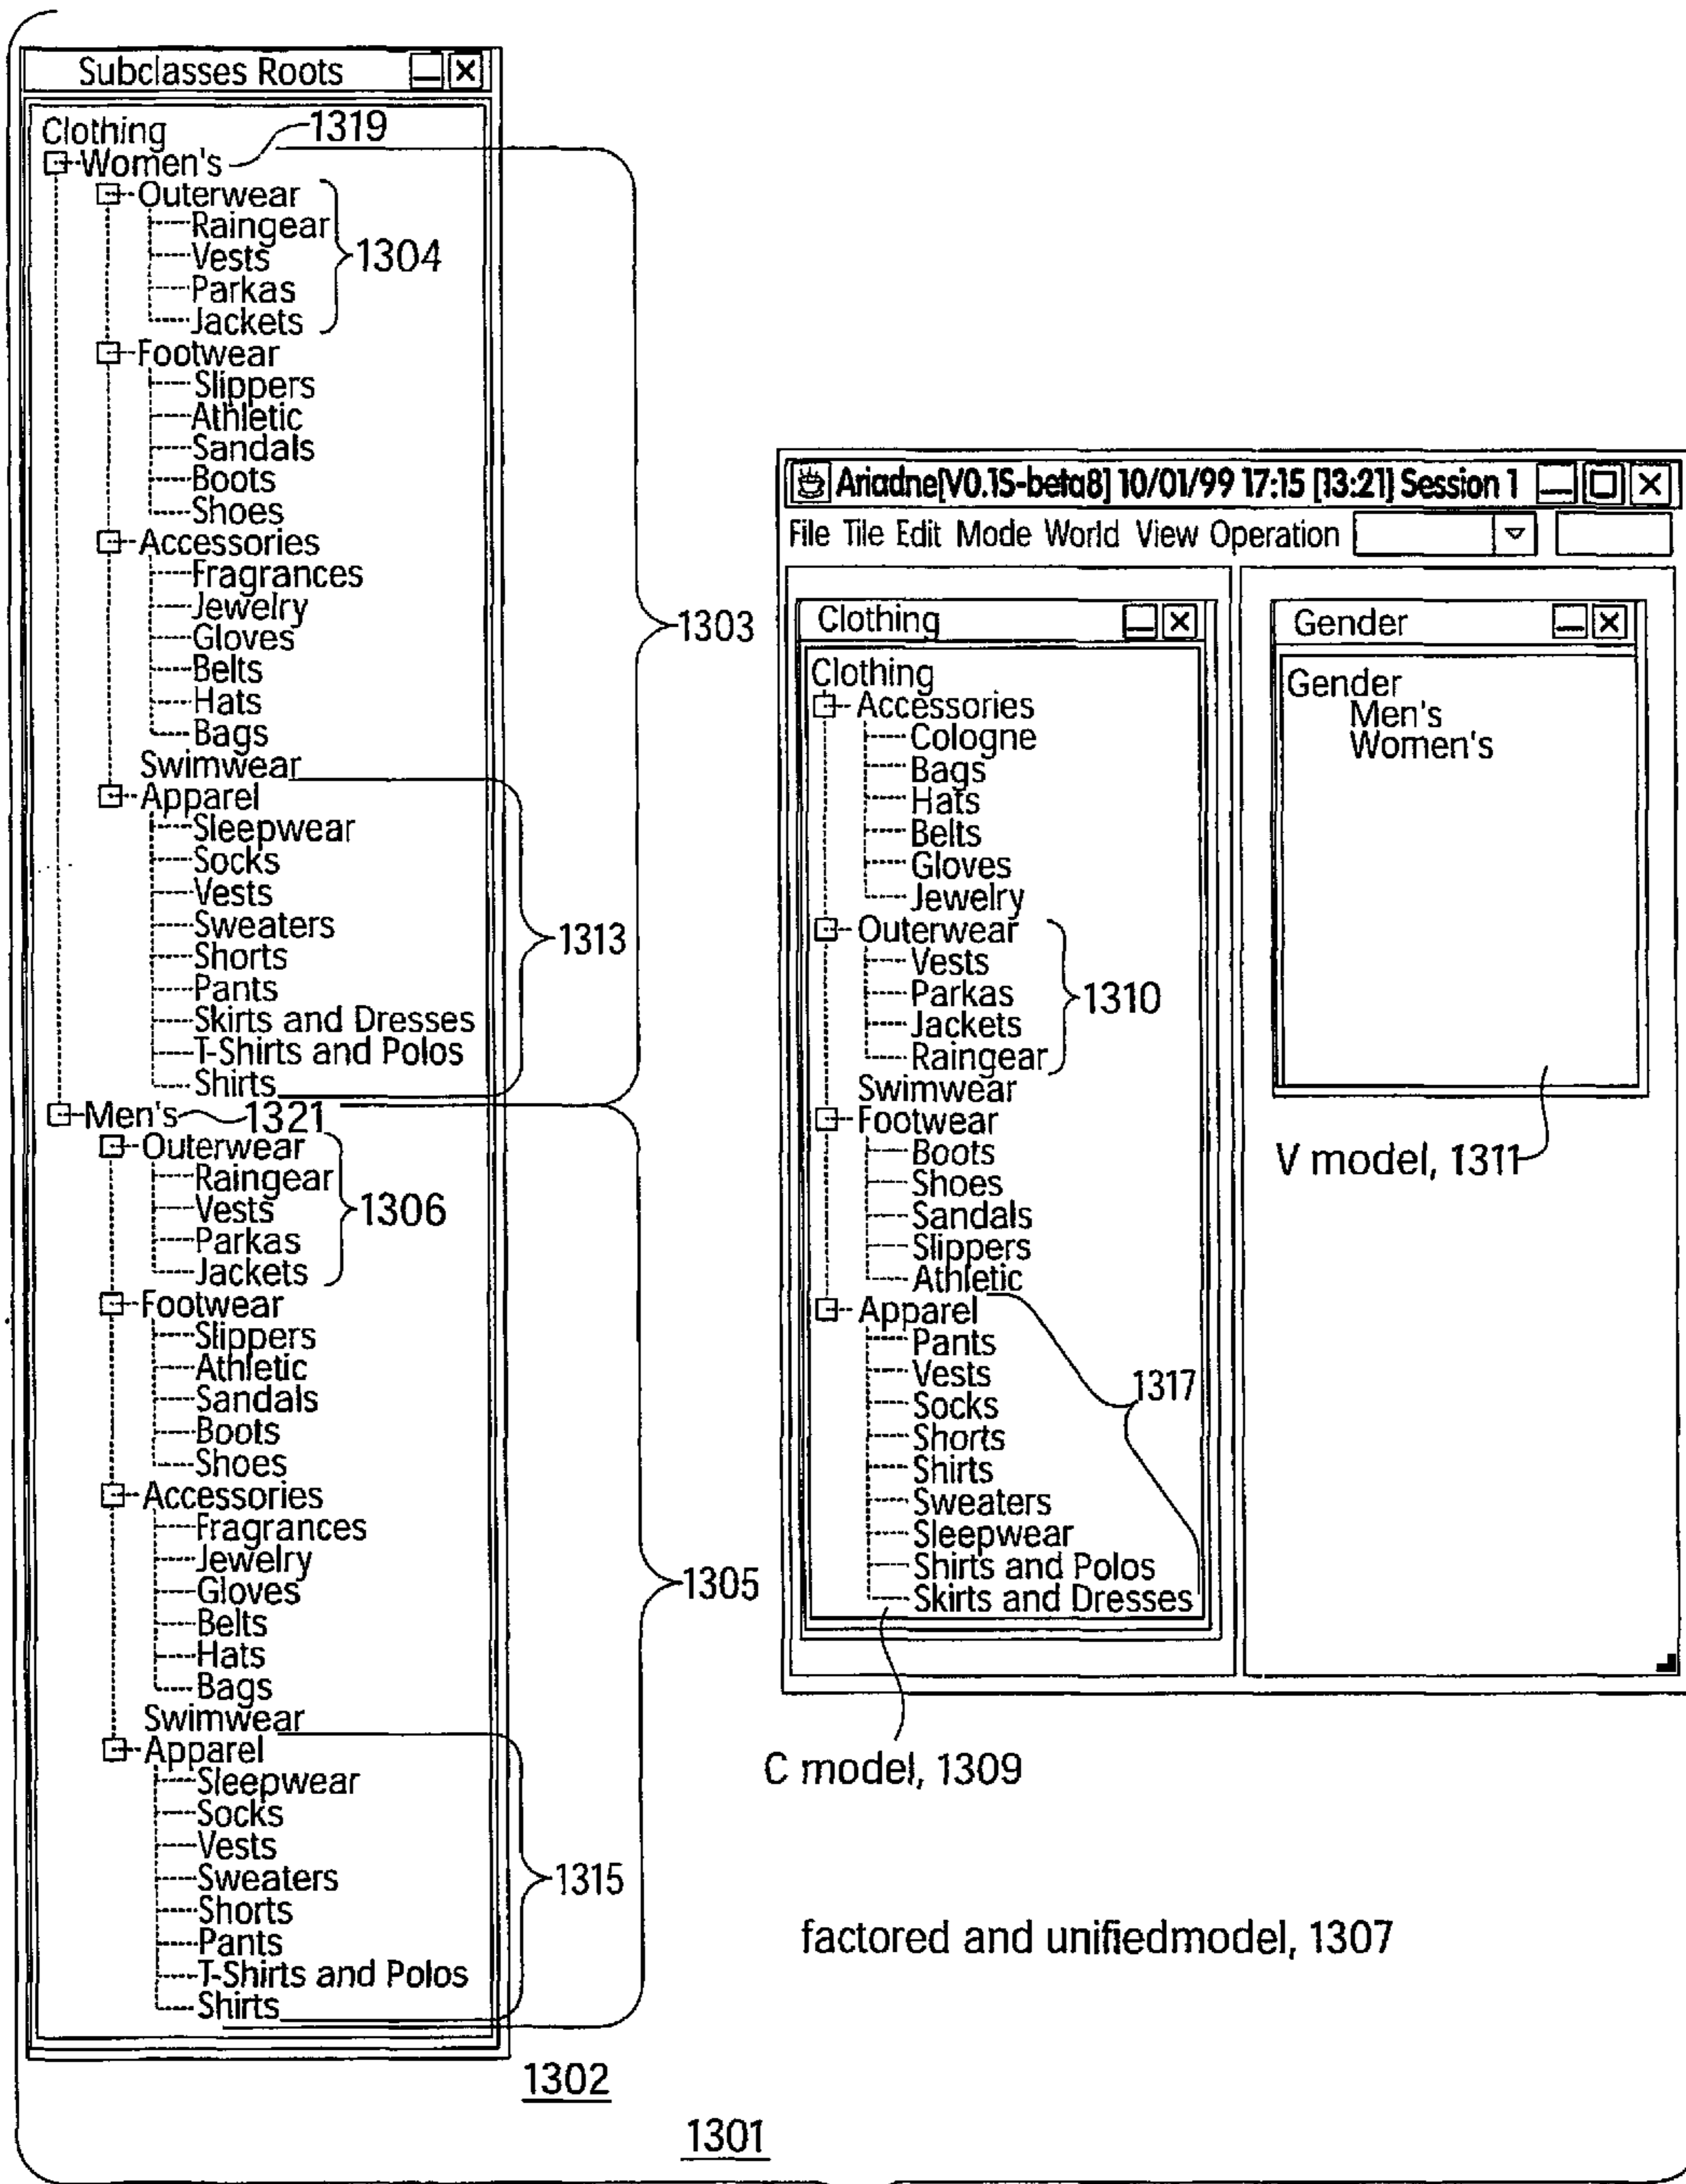 Subclasses Roots
Clothing
Women's
1319
Outerwear
Raingear
Vests
Parkas
Jackets
1304
Footwear
Slippers
Athletic
Sandals
Boots
Shoes
Accessories
Fragrances
Jewelry
Gloves
Belts
Hats
Bags
1303
Swimwear
Apparel
Sleepwear
Socks
Vests
Sweaters
Shorts
Pants
Skirts and Dresses
T-Shirts and Polos
Shirts
1313
Men's
1321
Outerwear
Raingear
Vests
Parkas
Jackets
1306
Footwear
Slippers
Athletic
Sandals
Boots
Shoes
Accessories
Fragrances
Jewelry
Gloves
Belts
Hats
Bags
1305
Swimwear
Apparel
Sleepwear
Socks
Vests
Sweaters
Shorts
Pants
T-Shirts and Polos
Shirts
1315
1302
Ariadne[V0.1S-beta8] 10/01/99 17:15 [13:21] Session 1
File Tile Edit Mode World View Operation
Clothing
Clothing
Accessories
Cologne
Bags
Hats
Belts
Gloves
Jewelry
Outerwear
Vests
Parkas
Jackets
Raingear
1310
Swimwear
Footwear
Boots
Shoes
Sandals
Slippers
Athletic
Apparel
Pants
Vests
Socks
Shorts
Shirts
Sweaters
Sleepwear
Shirts and Polos
Skirts and Dresses
1317
Gender
Gender
Men's
Women's
V model, 1311
C model, 1309
factored and unifiedmodel, 1307
1301